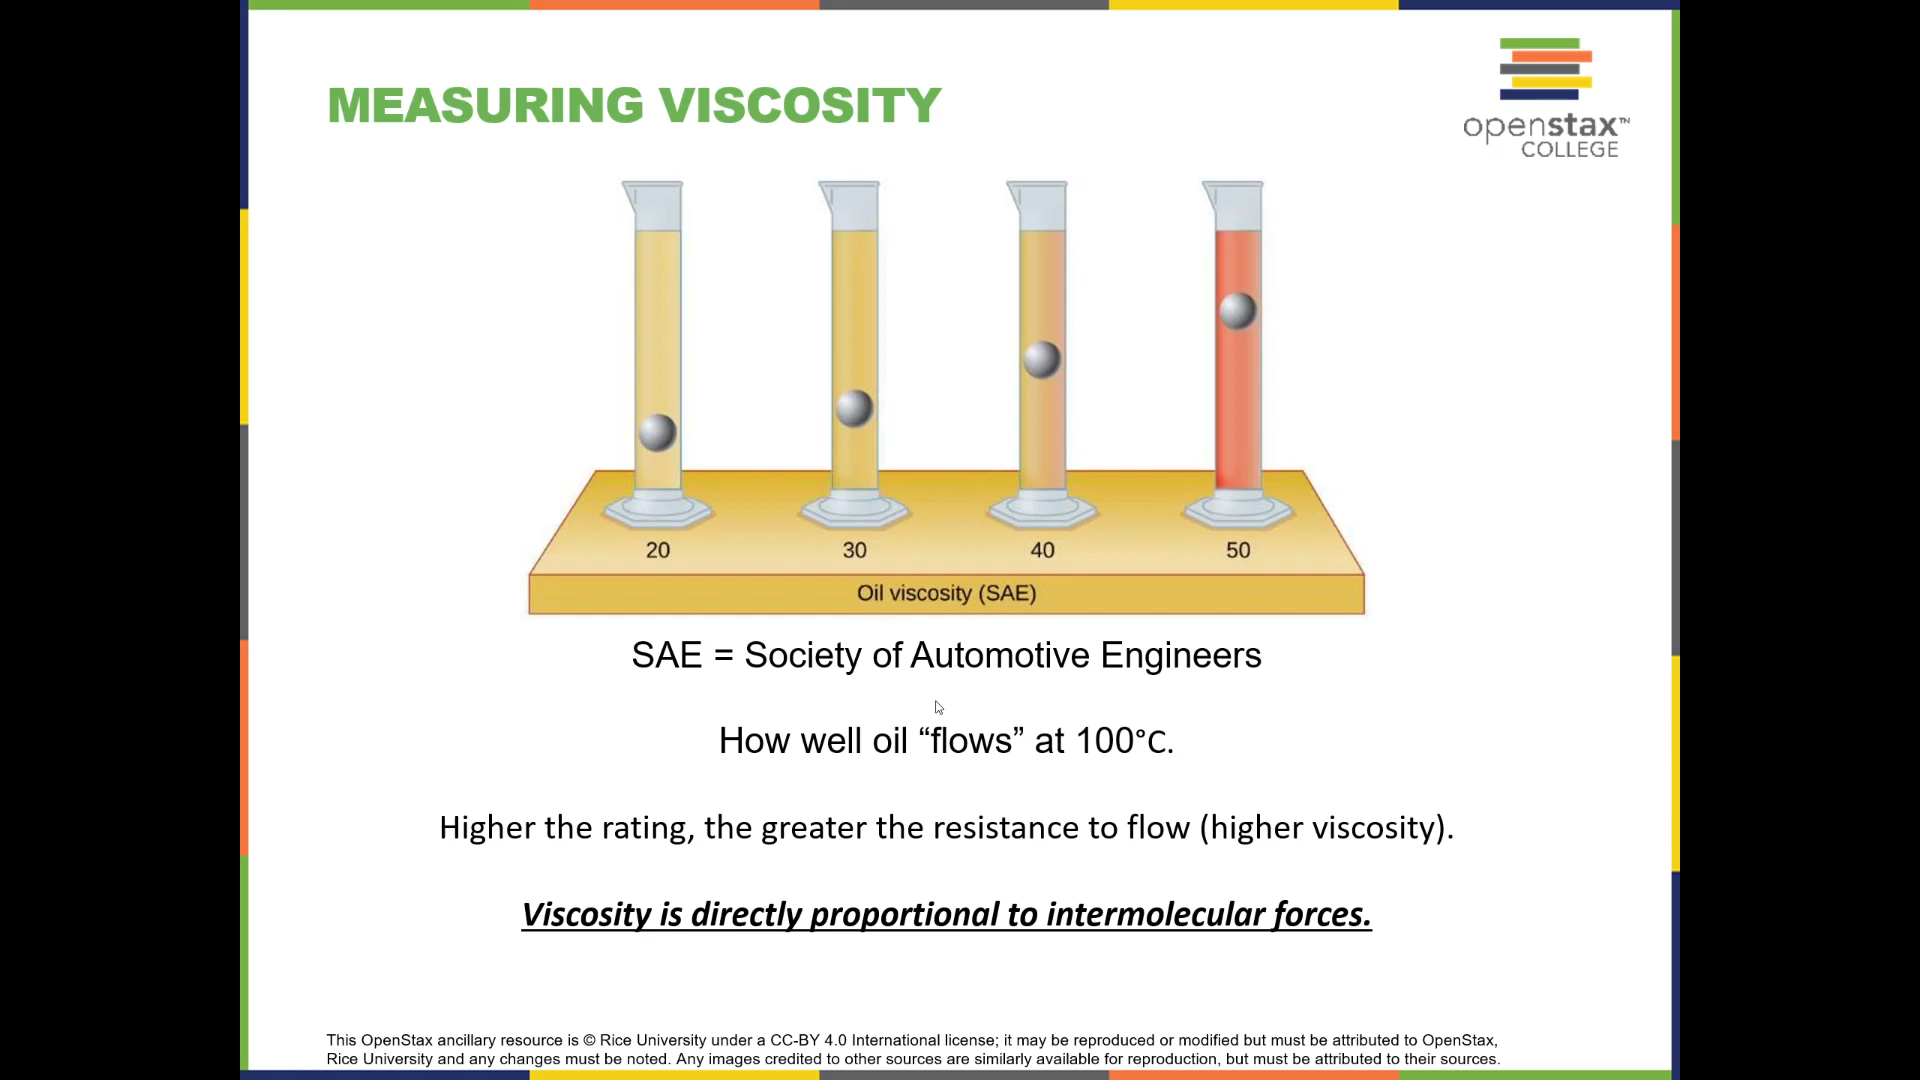 MEASURING VISCOSITY
openstax™
COLLEGE
20 30 40 50
Oil viscosity (SAE)
SAE = Society of Automotive Engineers
How well oil “flows” at 100°C.
Higher the rating, the greater the resistance to flow (higher viscosity).
Viscosity is directly proportional to intermolecular forces.
This OpenStax ancillary resource is © Rice University under a CC-BY 4.0 International license; it may be reproduced or modified but must be attributed to OpenStax,
Rice University and any changes must be noted. Any images credited to other sources are similarly available for reproduction, but must be attributed to their sources.